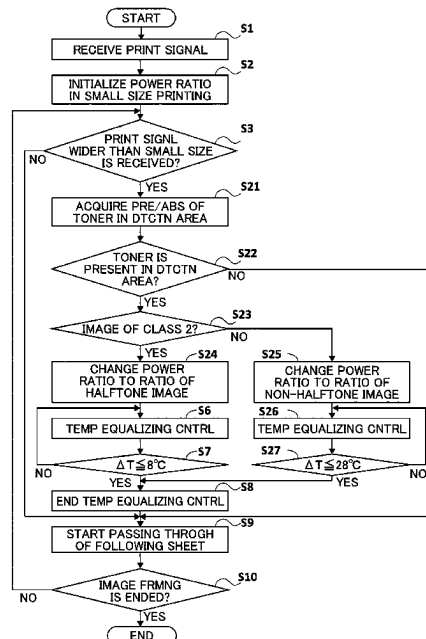 START
S1
RECEIVE PRINT SIGNAL
S2
INITIALIZE POWER RATIO
IN SMALL SIZE PRINTING
S3
PRINT SIGNL
WIDER THAN SMALL SIZE
IS RECEIVED?
NO
YES
S21
ACQUIRE PRE/ABS OF
TONER IN DTCTN AREA
S22
TONER IS
PRESENT IN DTCTN
AREA?
NO
YES
S23
IMAGE OF CLASS 2?
NO
YES
S24
CHANGE POWER
RATIO TO RATIO OF
HALFTONE IMAGE
S25
CHANGE POWER
RATIO TO RATIO OF
NON-HALFTONE IMAGE
S6
TEMP EQUALIZING CNTRL
S26
TEMP EQUALIZING CNTRL
S7
ΔT≦8°C
NO
YES
S27
ΔT≦28°C
YES
NO
S8
END TEMP EQUALIZING CNTRL
S9
START PASSING THROGH
OF FOLLOWING SHEET
S10
IMAGE FRMNG
IS ENDED?
NO
YES
END